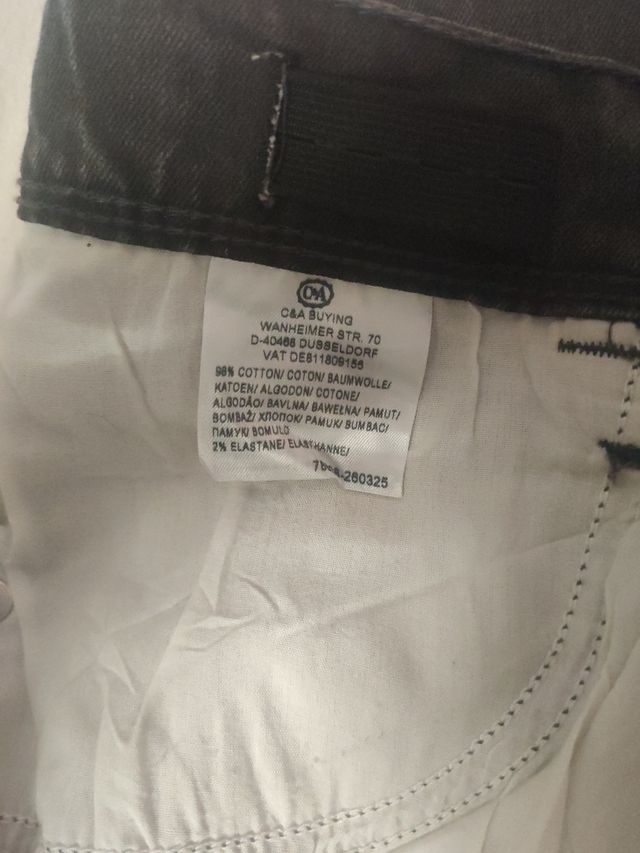 C&A
C&A BUYING
WANHEIMER STR. 70
D-40468 DUSSELDORF
VAT DE811809155
98% COTTON/ COTON/ BAUMWOLLE/
KATOEN/ ALGODON/ COTONE/
ALGODÃO/ BAVLNA/ BAWEŁNA/ PAMUT/
BOMBAŽ/ ХЛОПОК/ PAMUK/ BUMBAC/
ПАМУК/ BOMULD
2% ELASTANE/